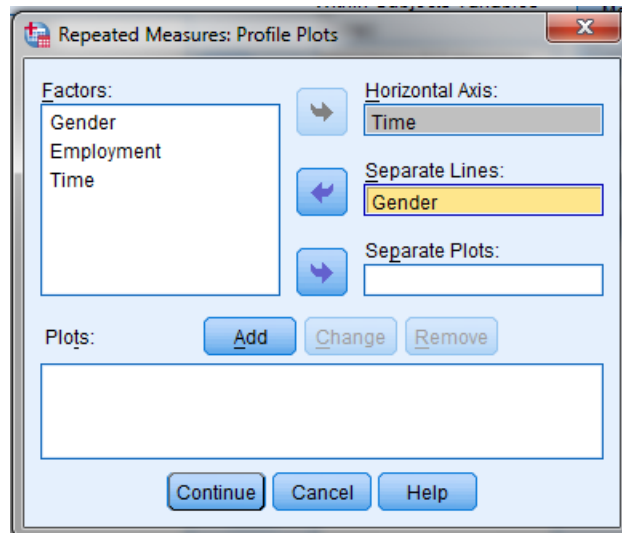 Repeated Measures: Profile Plots
Factors:
Gender
Employment
Time
Horizontal Axis:
Time
Separate Lines:
Gender
Separate Plots:
Plots:
Add
Change
Remove
Continue
Cancel
Help